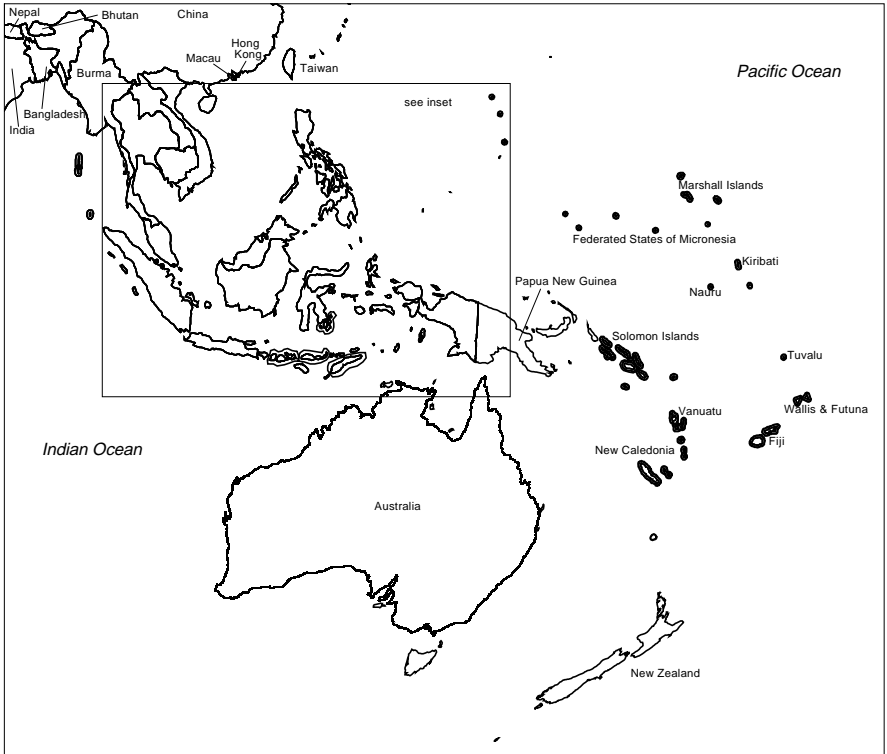 Nepal
Bhutan
China
Hong
Kong
Macau
Taiwan
Burma
Bangladesh
India
Pacific Ocean
see inset
Marshall Islands
Federated States of Micronesia
Kiribati
Papua New Guinea
Nauru
Solomon Islands
Tuvalu
Vanuatu
Wallis & Futuna
Fiji
New Caledonia
Indian Ocean
Australia
New Zealand